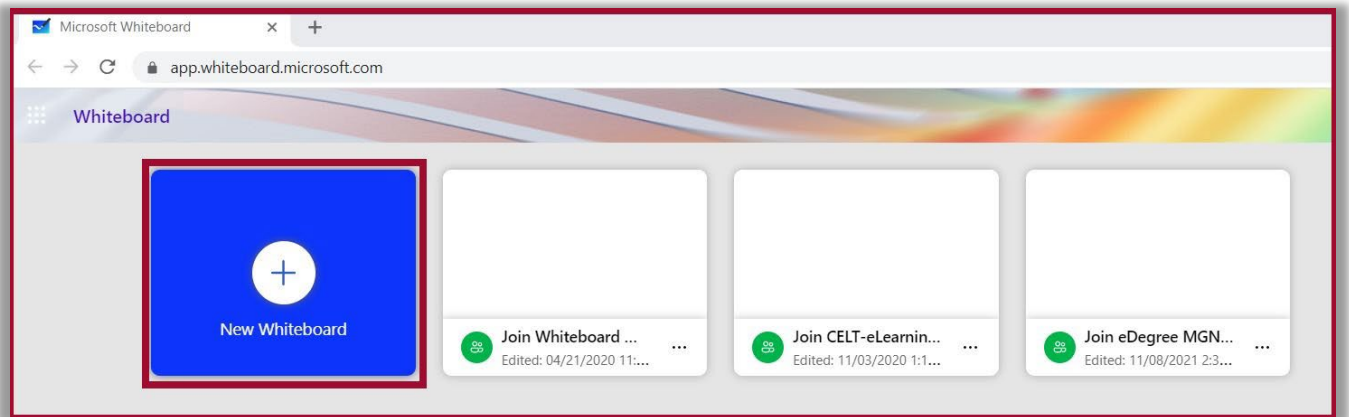 Microsoft Whiteboard
app.whiteboard.microsoft.com
Whiteboard
New Whiteboard
Join Whiteboard ...
Edited: 04/21/2020 11:...
Join CELT-eLearnin...
Edited: 11/03/2020 1:1...
Join eDegree MGN...
Edited: 11/08/2021 2:3...